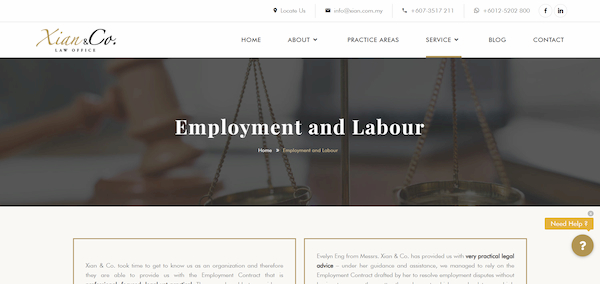 Locate Us
info@xian.com.my
+607-3517 211
+6012-5202 800
Xian & Co.
LAW OFFICE
HOME
ABOUT
PRACTICE AREAS
SERVICE
BLOG
CONTACT
Employment and Labour
Home » Employment and Labour
Need Help ?
?
Xian & Co. took time to get to know us as an organization and therefore
they are able to provide us with the Employment Contract that is
Evelyn Eng from Messrs. Xian & Co. has provided us with very practical legal
advice – under her guidance and assistance, we managed to rely on the
Employment Contract drafted by her to resolve employment disputes without